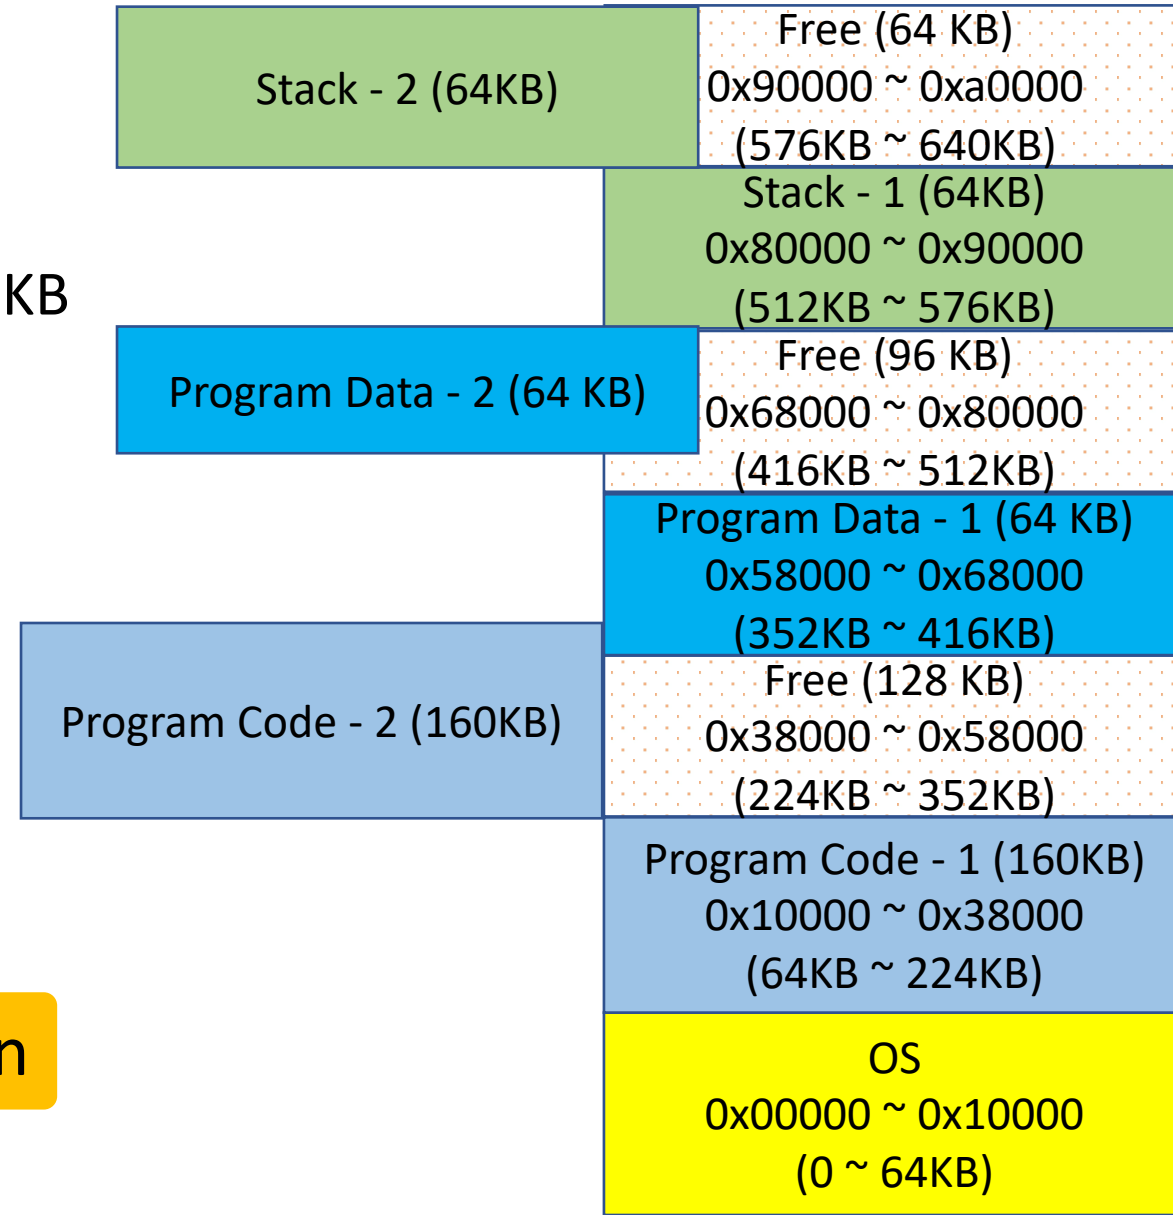 Stack - 2 (64KB)
Free (64 KB)
0x90000 ~ 0xa0000
(576KB ~ 640KB)
Stack - 1 (64KB)
0x80000 ~ 0x90000
(512KB ~ 576KB)
KB
Program Data - 2 (64 KB)
Free (96 KB)
0x68000 ~ 0x80000
(416KB ~ 512KB)
Program Data - 1 (64 KB)
0x58000 ~ 0x68000
(352KB ~ 416KB)
Program Code - 2 (160KB)
Free (128 KB)
0x38000 ~ 0x58000
(224KB ~ 352KB)
Program Code - 1 (160KB)
0x10000 ~ 0x38000
(64KB ~ 224KB)
n
OS
0x00000 ~ 0x10000
(0 ~ 64KB)